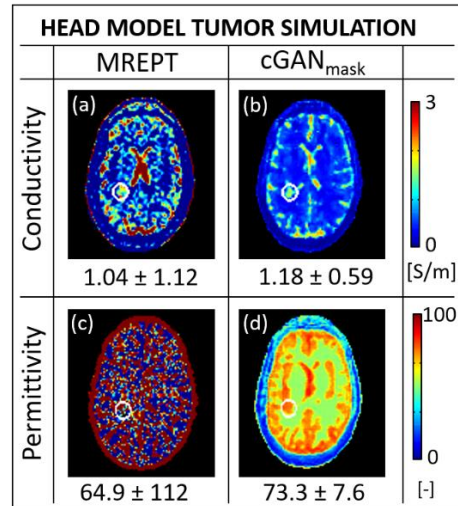 HEAD MODEL TUMOR SIMULATION
MREPT
cGANmask
Conductivity
(a)
(b)
3
0
[S/m]
1.04 ± 1.12
1.18 ± 0.59
Permittivity
(c)
(d)
100
0
[-]
64.9 ± 112
73.3 ± 7.6